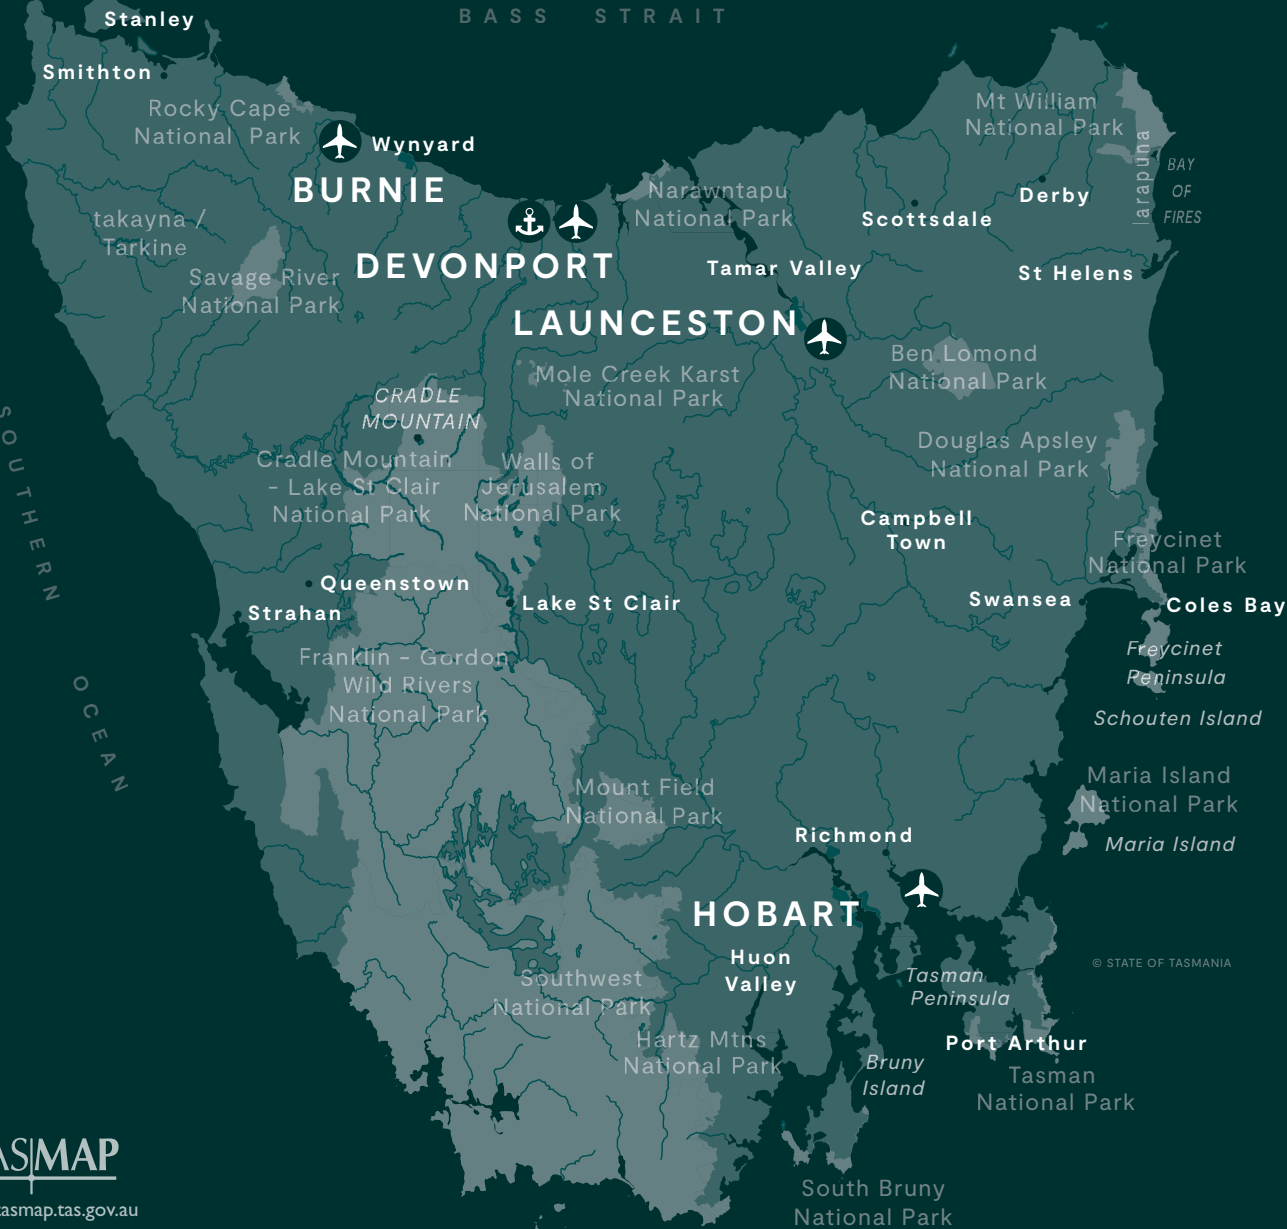 BASS STRAIT
Stanley
Smithton
Rocky Cape
National Park
Wynyard
BURNIE
Mt William
National Park
larapuna
BAY
OF
FIRES
Derby
Scottsdale
Narawntapu
National Park
takayna /
Tarkine
DEVONPORT
Tamar Valley
St Helens
Savage River
National Park
LAUNCESTON
Ben Lomond
National Park
Mole Creek Karst
National Park
CRADLE
MOUNTAIN
SOUTHERN OCEAN
Cradle Mountain
- Lake St Clair
National Park
Walls of
Jerusalem
National Park
Douglas Apsley
National Park
Campbell
Town
Freycinet
National Park
Queenstown
Strahan
Lake St Clair
Swansea
Coles Bay
Freycinet
Peninsula
Schouten Island
Franklin - Gordon
Wild Rivers
National Park
Mount Field
National Park
Maria Island
National Park
Maria Island
Richmond
HOBART
Huon
Valley
© STATE OF TASMANIA
Tasman
Peninsula
Southwest
National Park
Hartz Mtns
National Park
Port Arthur
Bruny
Island
Tasman
National Park
ASMAP
tasmap.tas.gov.au
South Bruny
National Park